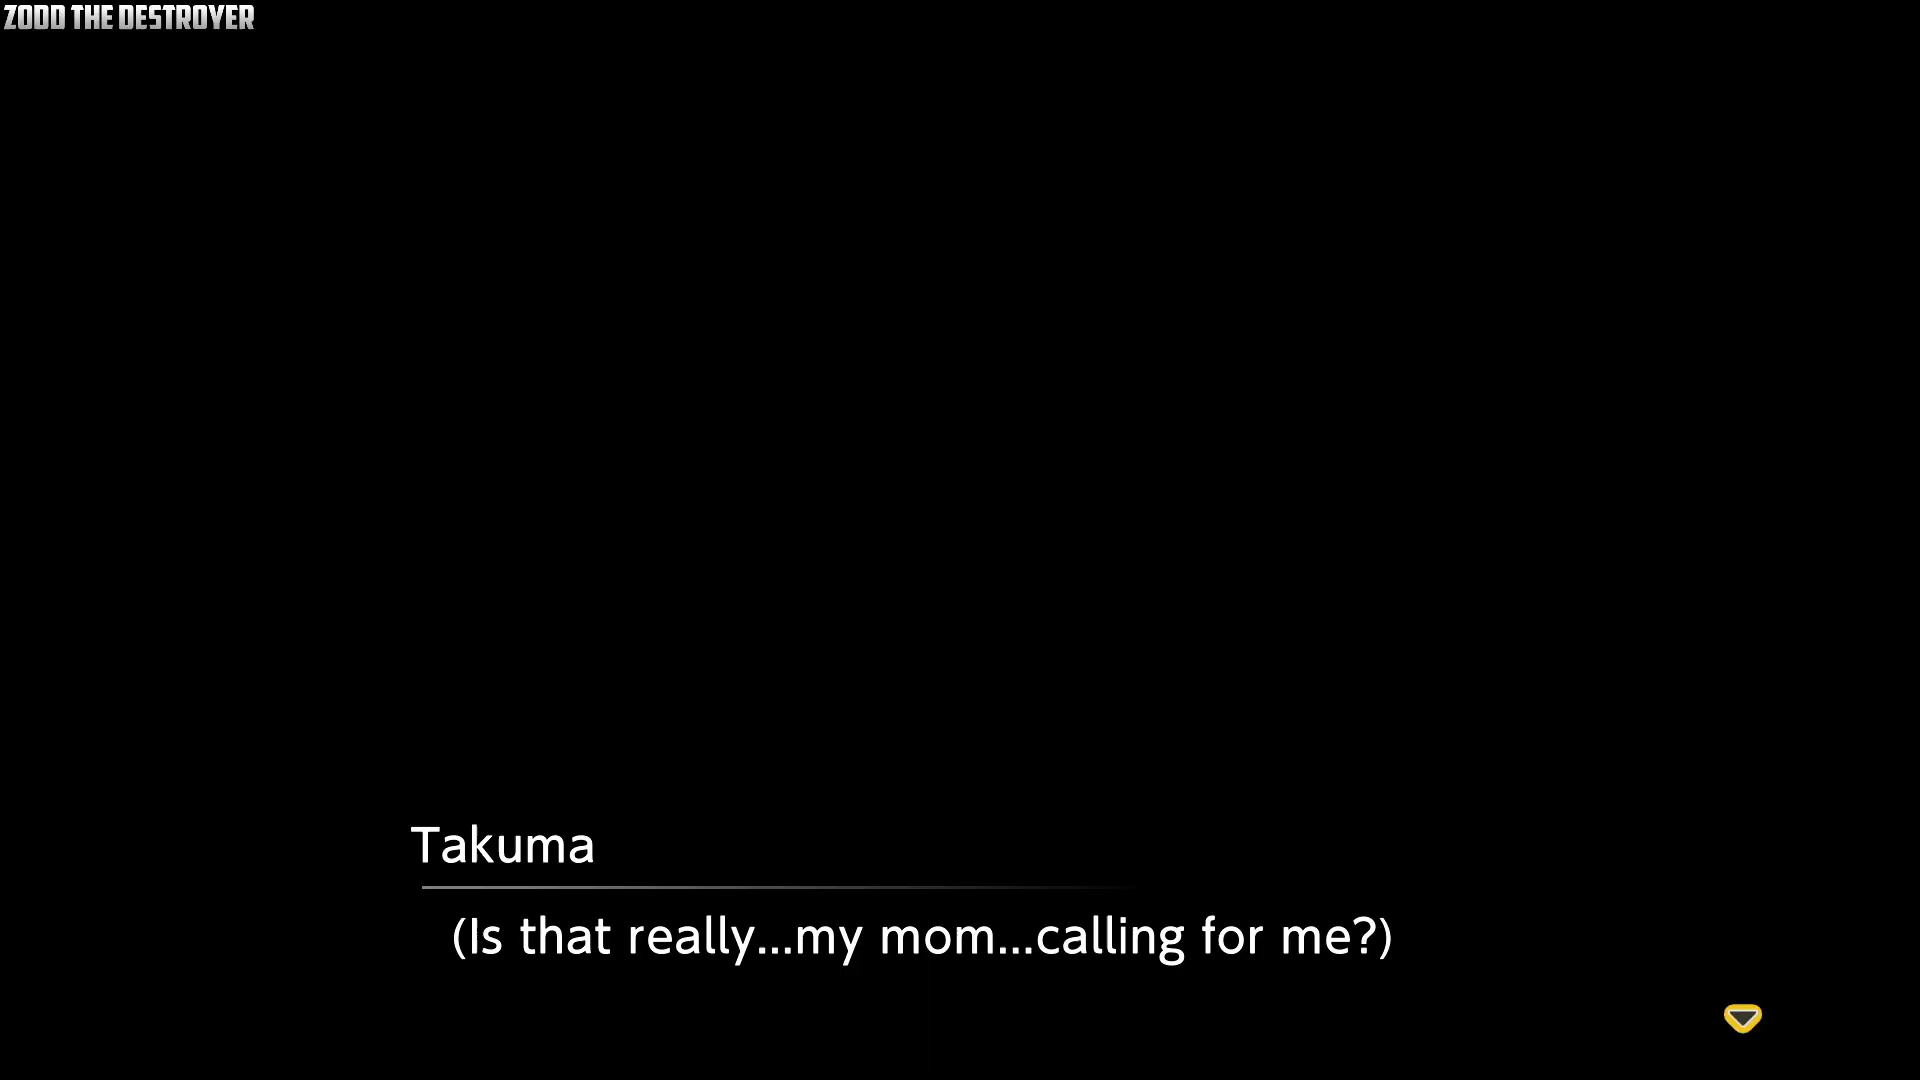 ZODD THE DESTROYER
Takuma
(Is that really...my mom...calling for me?)